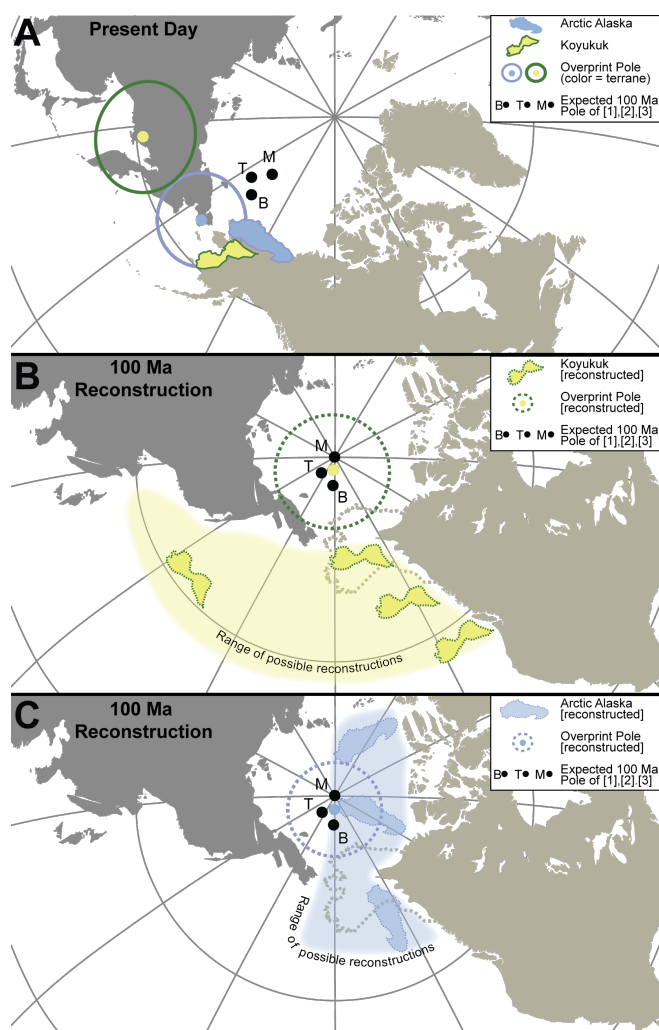 A
Present Day
Arctic Alaska
Koyukuk
Overprint Pole
(color = terrane)
B● T● M● Expected 100 Ma
Pole of [1],[2],[3]
T
M
B
B
100 Ma
Reconstruction
Koyukuk
[reconstructed]
Overprint Pole
[reconstructed]
B● T● M● Expected 100 Ma
Pole of [1],[2],[3]
M
T
B
Range of possible reconstructions
C
100 Ma
Reconstruction
Arctic Alaska
[reconstructed]
Overprint Pole
[reconstructed]
B● T● M● Expected 100 Ma
Pole of [1],[2].[3]
M
T
B
Range of possible reconstructions